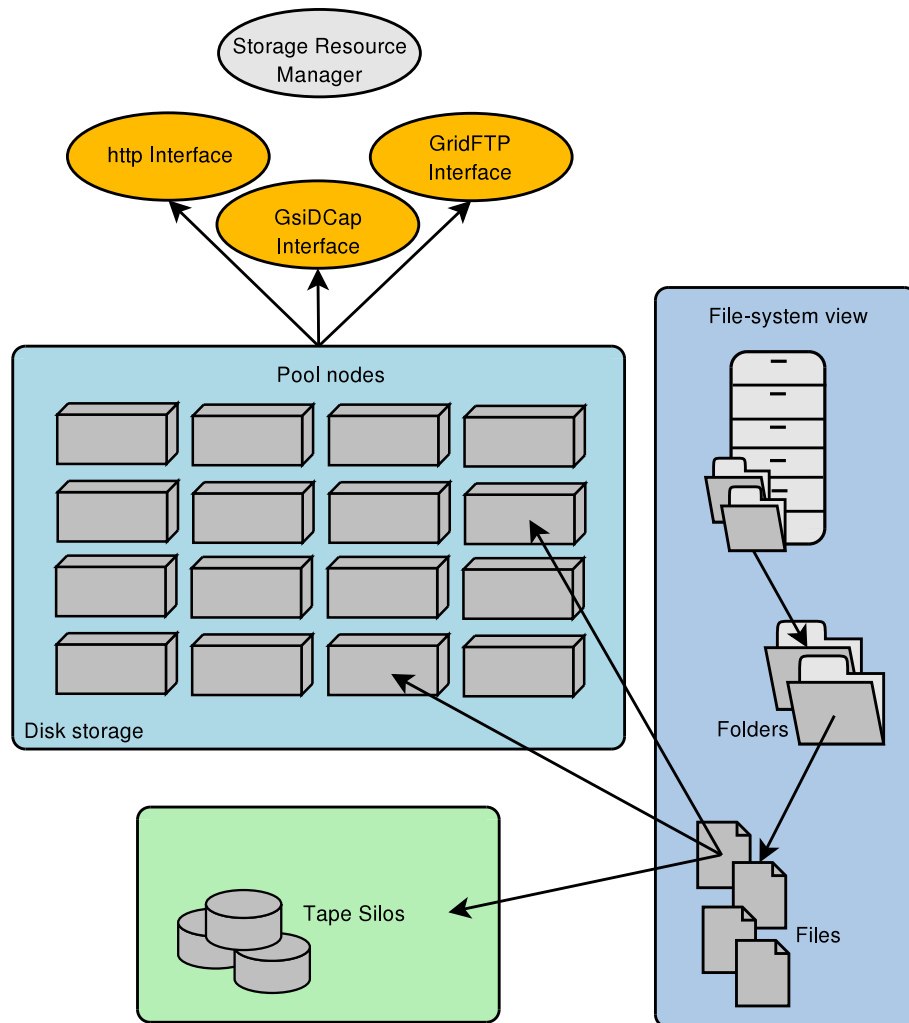 Storage Resource
Manager
http Interface
GridFTP
Interface
GsiDCap
Interface
File-system view
Pool nodes
Folders
Disk storage
Tape Silos
Files